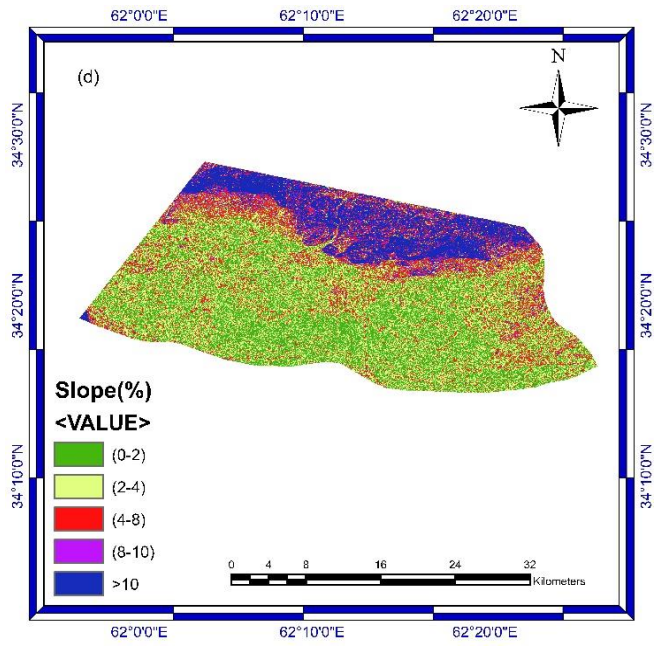 62°0'0"E 62°10'0"E 62°20'0"E
(d)
N
34°30'0"N 34°30'0"N
34°20'0"N 34°20'0"N
34°10'0"N 34°10'0"N
Slope(%)
<VALUE>
(0-2)
(2-4)
(4-8)
(8-10)
>10
0 4 8 16 24 32
Kilometers
62°0'0"E 62°10'0"E 62°20'0"E